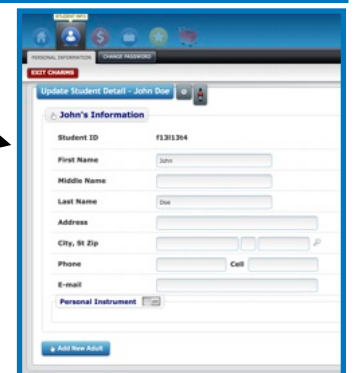 STUDENT INFO
PERSONAL INFORMATION CHANGE PASSWORD
EXIT CHARMS
Update Student Detail - John Doe
John's Information
Student ID f13l1364
First Name John
Middle Name
Last Name Doe
Address
City, St Zip
Phone Cell
E-mail
Personal Instrument
Add New Adult